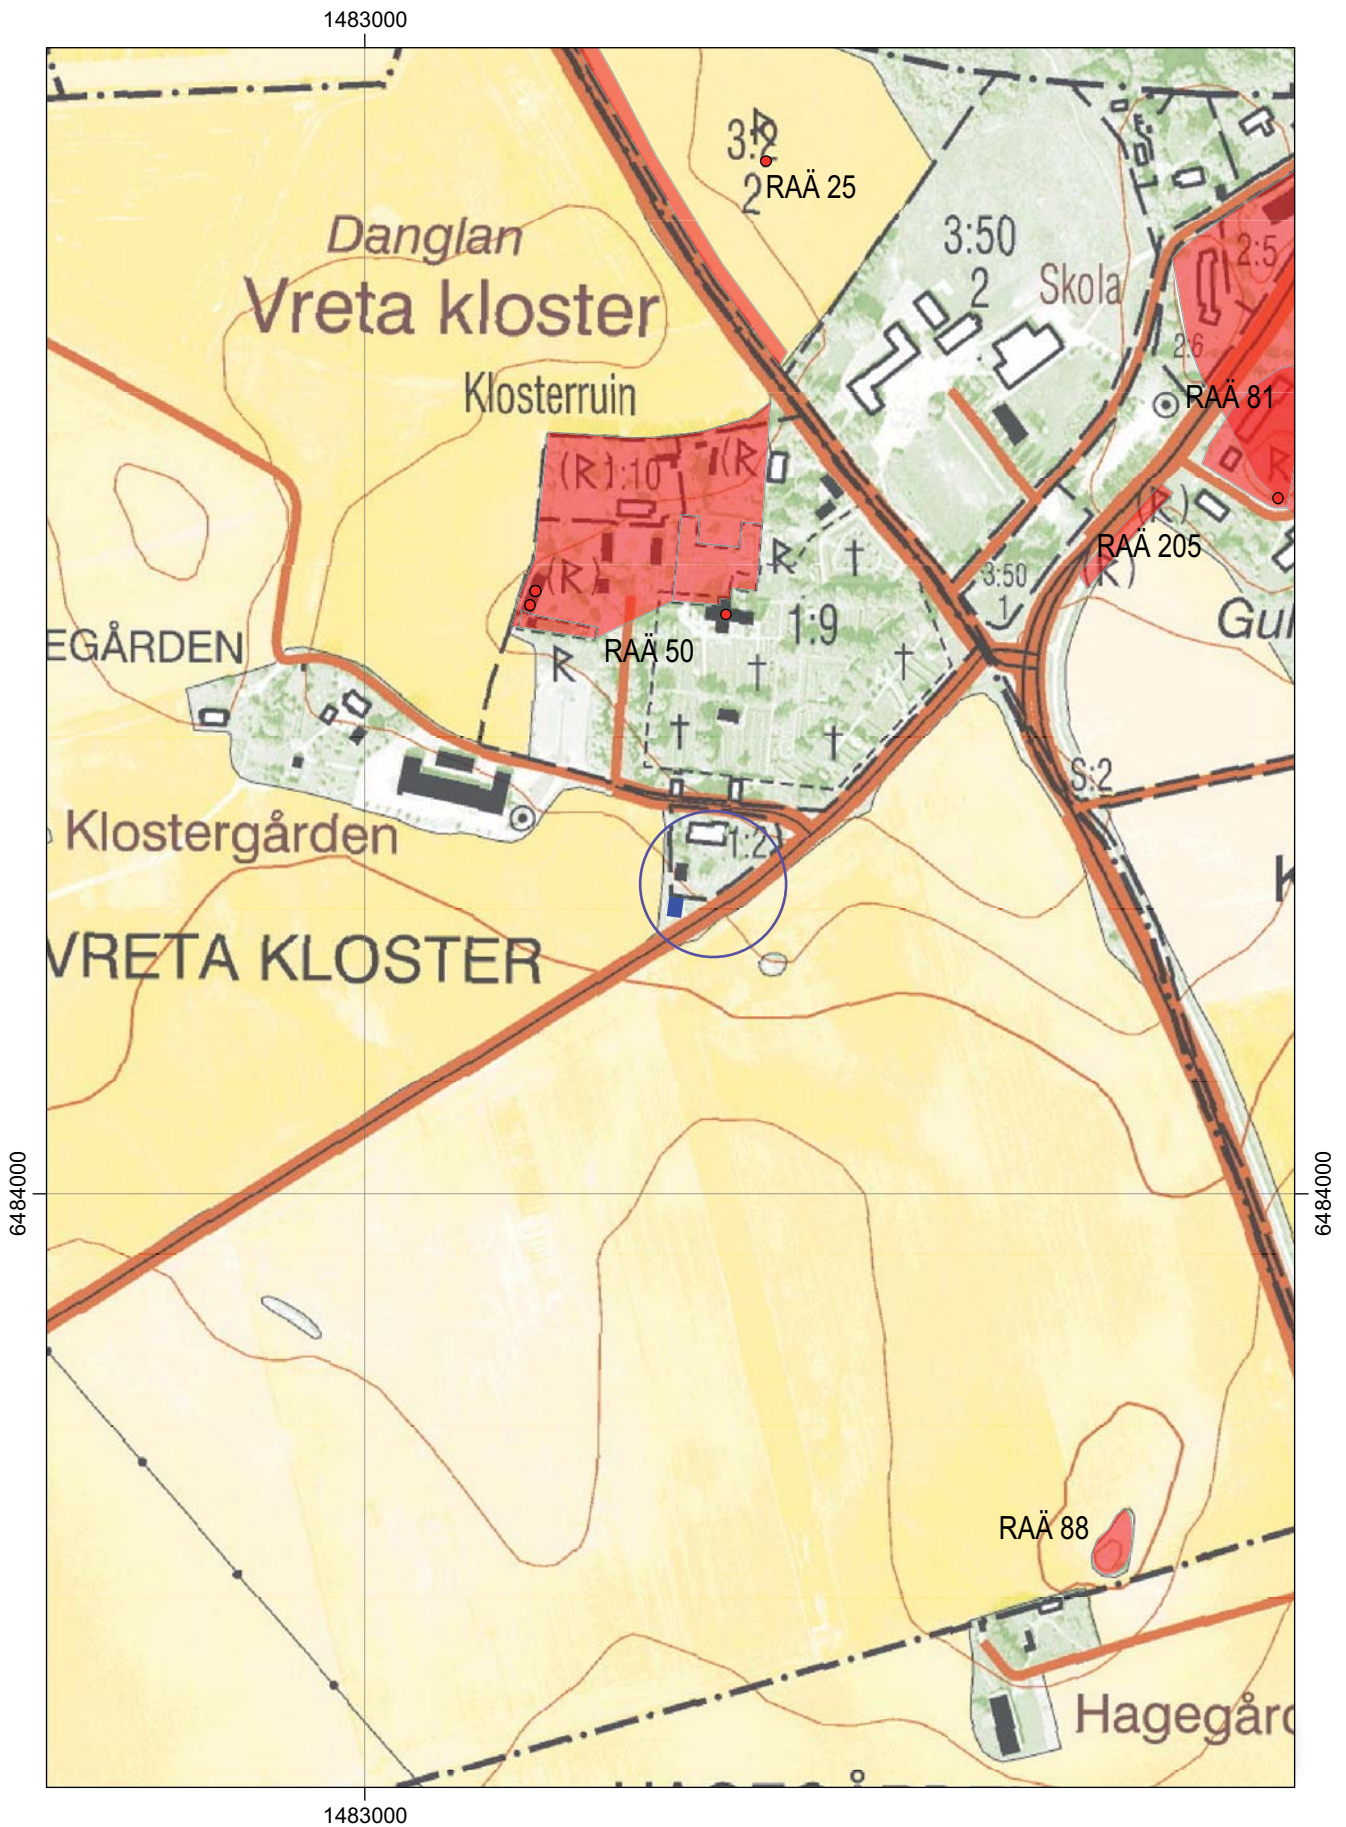 1483000
3:2
R
2
RAÄ 25
Danglan
3:50
2
Skola
2:5
Vreta kloster
2:6
Klosterruin
RAÄ 81
(R)
1:10
(R
R
(R)
RAÄ 205
R
(R)
3:50
1
R)
1:9
Gul
EGÅRDEN
RAÄ 50
R
S:2
Klostergården
1:2
K
VRETA KLOSTER
6484000
6484000
RAÄ 88
Hagegård
1483000